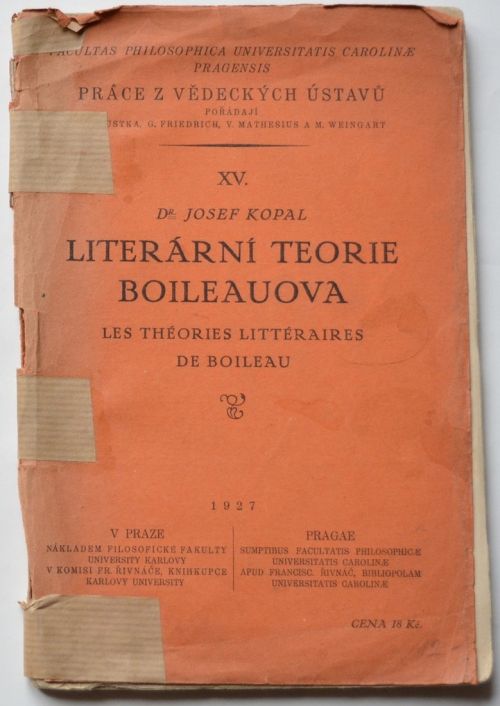 FACULTAS PHILOSOPHICA UNIVERSITATIS CAROLINÆ
PRAGENSIS
PRÁCE Z VĚDECKÝCH ÚSTAVŮ
POŘÁDAJÍ
G. FRIEDRICH, V. MATHESIUS A M. WEINGART
XV.
DR. JOSEF KOPAL
LITERÁRNÍ TEORIE
BOILEAUOVA
LES THÉORIES LITTÉRAIRES
DE BOILEAU
1927
V PRAZE
NÁKLADEM FILOSOFICKÉ FAKULTY
UNIVERSITY KARLOVY
V KOMISI FR. ŘIVNÁČE, KNIHKUPCE
KARLOVY UNIVERSITY
PRAGAE
SUMPTIBUS FACULTATIS PHILOSOPHICÆ
UNIVERSITATIS CAROLINÆ
APUD FRANCISC. ŘIVNÁČ, BIBLIOPOLAM
UNIVERSITATIS CAROLINÆ
CENA 18 Kč.